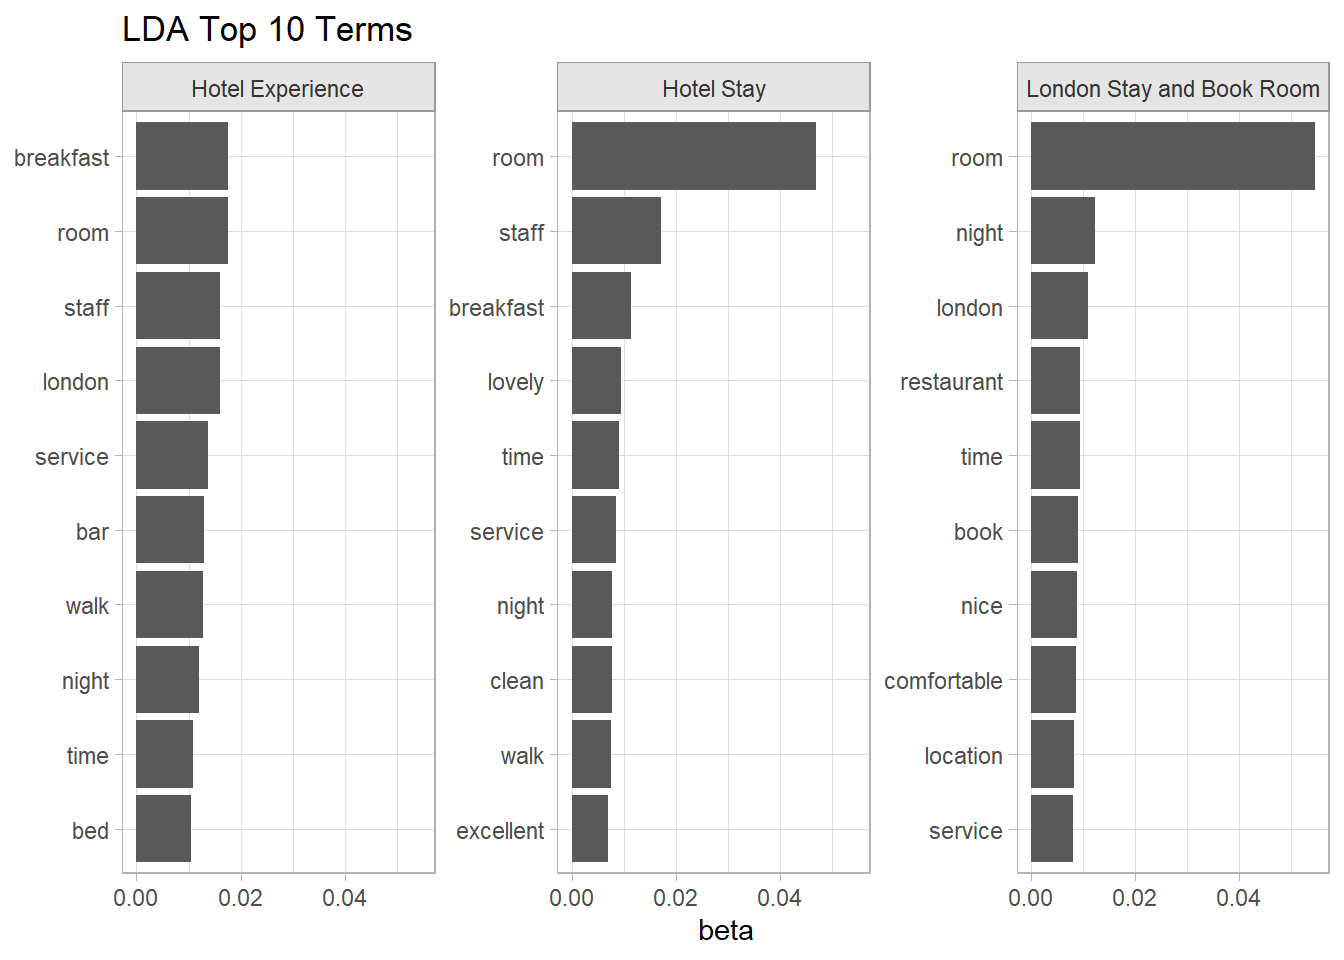 LDA Top 10 Terms
Hotel Experience
breakfast
room
staff
london
service
bar
walk
night
time
bed
0.00 0.02 0.04
Hotel Stay
room
staff
breakfast
lovely
time
service
night
clean
walk
excellent
0.00 0.02 0.04
London Stay and Book Room
room
night
london
restaurant
time
book
nice
comfortable
location
service
0.00 0.02 0.04
beta